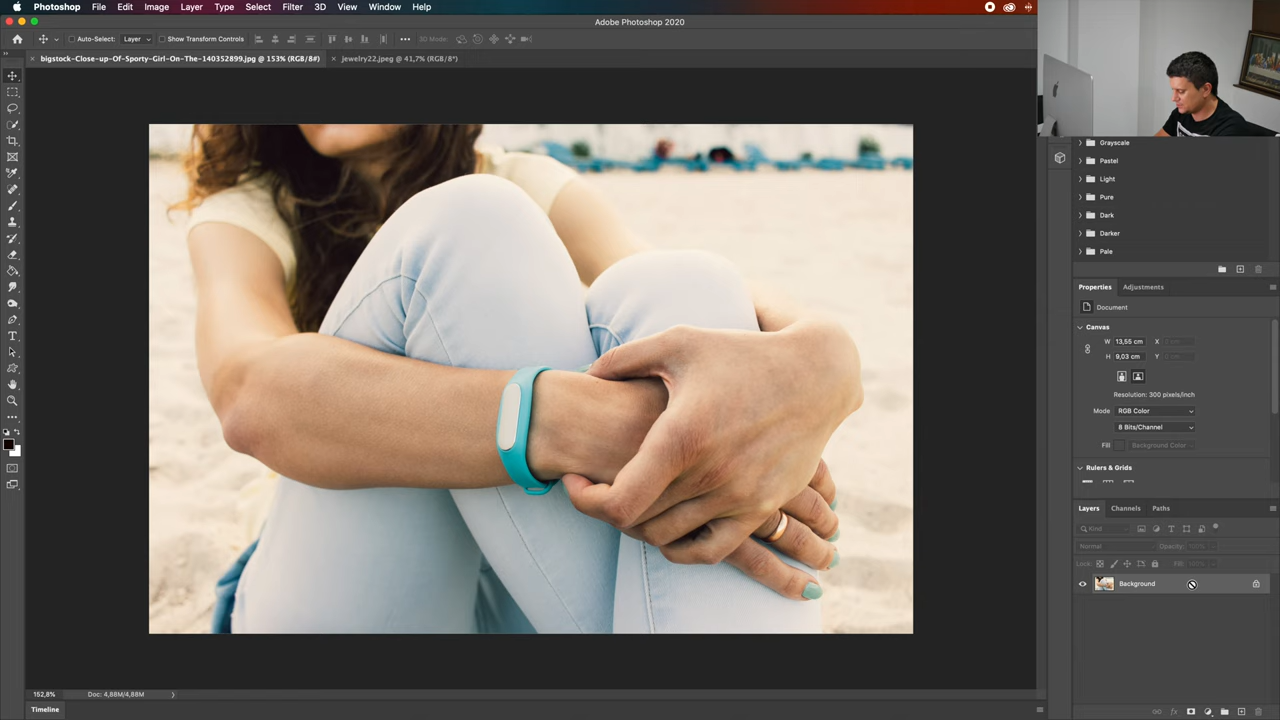 Photoshop File Edit Image Layer Type Select Filter 3D View Window Help
Adobe Photoshop 2020
Auto-Select: Layer Show Transform Controls 3D Mode:
bigstock-Close-up-Of-Sporty-Girl-On-The-140352899.jpg @ 153% (RGB/8#) jewelry22.jpeg @ 41,7% (RGB/8*)
Grayscale
Pastel
Light
Pure
Dark
Darker
Pale
Properties Adjustments
Document
Canvas
W 13,55 cm X 0 cm
H 9,03 cm Y 0 cm
Resolution: 300 pixels/inch
Mode RGB Color
8 Bits/Channel
Fill Background Color
Rulers & Grids
Layers Channels Paths
Kind
Normal Opacity: 100%
Lock: Fill: 100%
Background
152,8% Doc: 4,88M/4,88M
Timeline